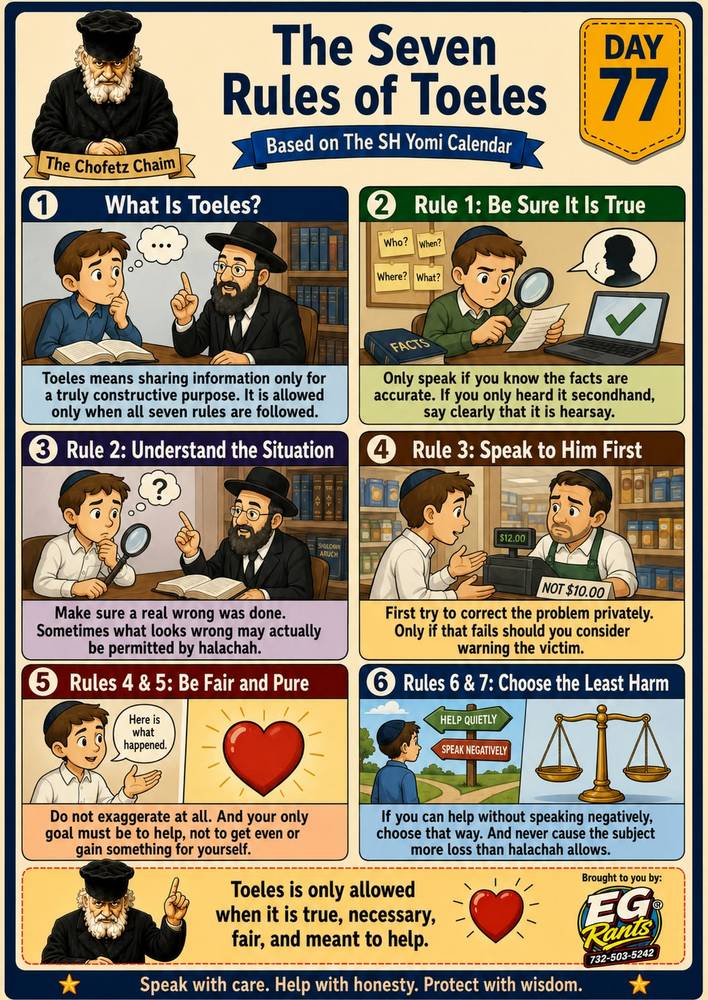 The Seven
Rules of Toeles
Based on The SH Yomi Calendar
DAY
77
The Chofetz Chaim
1 What Is Toeles?
...
Toeles means sharing information only for
a truly constructive purpose. It is allowed
only when all seven rules are followed.
2 Rule 1: Be Sure It Is True
Who?
When?
Where?
What?
FACTS
Only speak if you know the facts are
accurate. If you only heard it secondhand,
say clearly that it is hearsay.
3 Rule 2: Understand the Situation
?
Make sure a real wrong was done.
Sometimes what looks wrong may actually
be permitted by halachah.
4 Rule 3: Speak to Him First
$12.00
NOT $10.00
First try to correct the problem privately.
Only if that fails should you consider
warning the victim.
5 Rules 4 & 5: Be Fair and Pure
Here is
what
happened.
Do not exaggerate at all. And your only
goal must be to help, not to get even or
gain something for yourself.
6 Rules 6 & 7: Choose the Least Harm
HELP QUIETLY
SPEAK NEGATIVELY
If you can help without speaking negatively,
choose that way. And never cause the subject
more loss than halachah allows.
Toeles is only allowed
when it is true, necessary,
fair, and meant to help.
Brought to you by:
EG
Rants
732-503-5242
Speak with care. Help with honesty. Protect with wisdom.